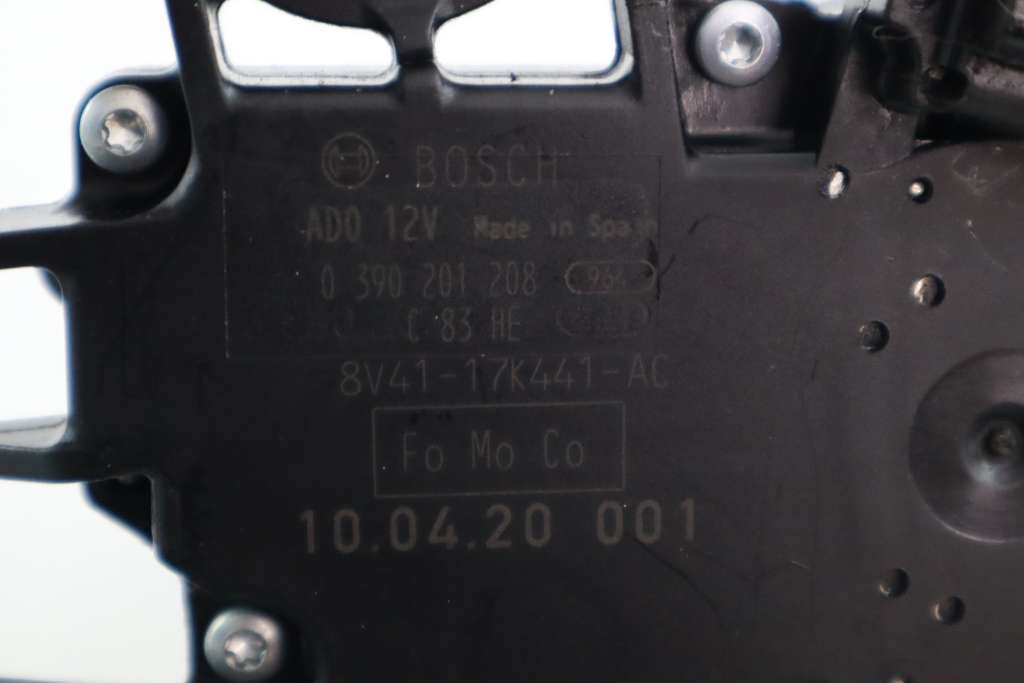 BOSCH
AD0 12V Made in Spain
0 390 201 208
C 83 HE
8V41-17K441-AC
Fo Mo Co
10.04.20 001